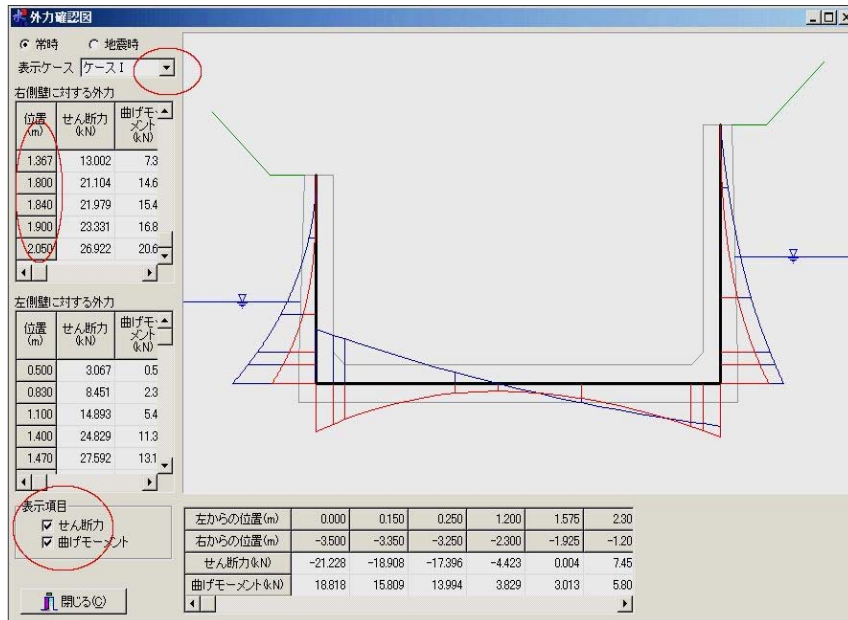 外力確認図
常時 地震時
表示ケース ケースI
右側壁に対する外力
位置(m) せん断力(kN) 曲げモーメント(kN)
1.367 13.002 7.3
1.800 21.104 14.6
1.840 21.979 15.4
1.900 23.331 16.8
2.050 26.922 20.6
左側壁に対する外力
位置(m) せん断力(kN) 曲げモーメント(kN)
0.500 3.067 0.5
0.830 8.451 2.3
1.100 14.893 5.4
1.400 24.829 11.3
1.470 27.592 13.1
表示項目
せん断力
曲げモーメント
閉じる(C)
左からの位置(m) 0.000 0.150 0.250 1.200 1.575 2.30
右からの位置(m) -3.500 -3.350 -3.250 -2.300 -1.925 -1.20
せん断力(kN) -21.228 -18.908 -17.396 -4.423 0.004 7.45
曲げモーメント(kN) 18.818 15.809 13.994 3.829 3.013 5.80